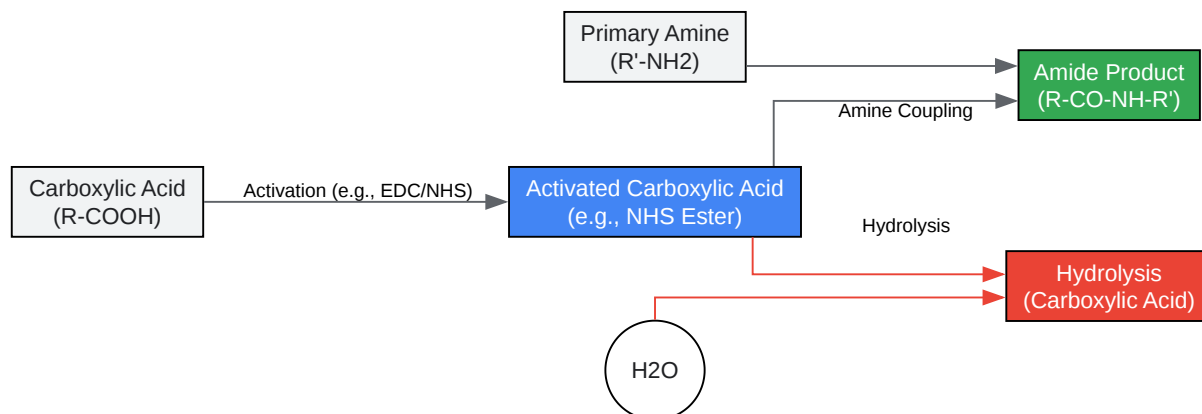 Primary Amine
(R'-NH2)
Amide Product
(R-CO-NH-R')
Amine Coupling
Carboxylic Acid
(R-COOH)
Activation (e.g., EDC/NHS)
Activated Carboxylic Acid
(e.g., NHS Ester)
Hydrolysis
Hydrolysis
(Carboxylic Acid)
H2O